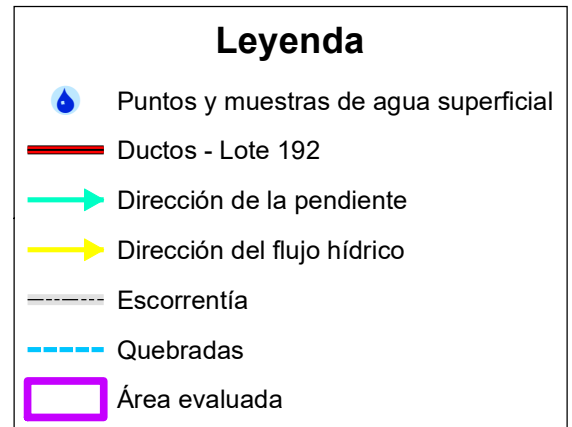 Leyenda
Puntos y muestras de agua superficial
Ductos - Lote 192
Dirección de la pendiente
Dirección del flujo hídrico
Escorrentía
Quebradas
Área evaluada